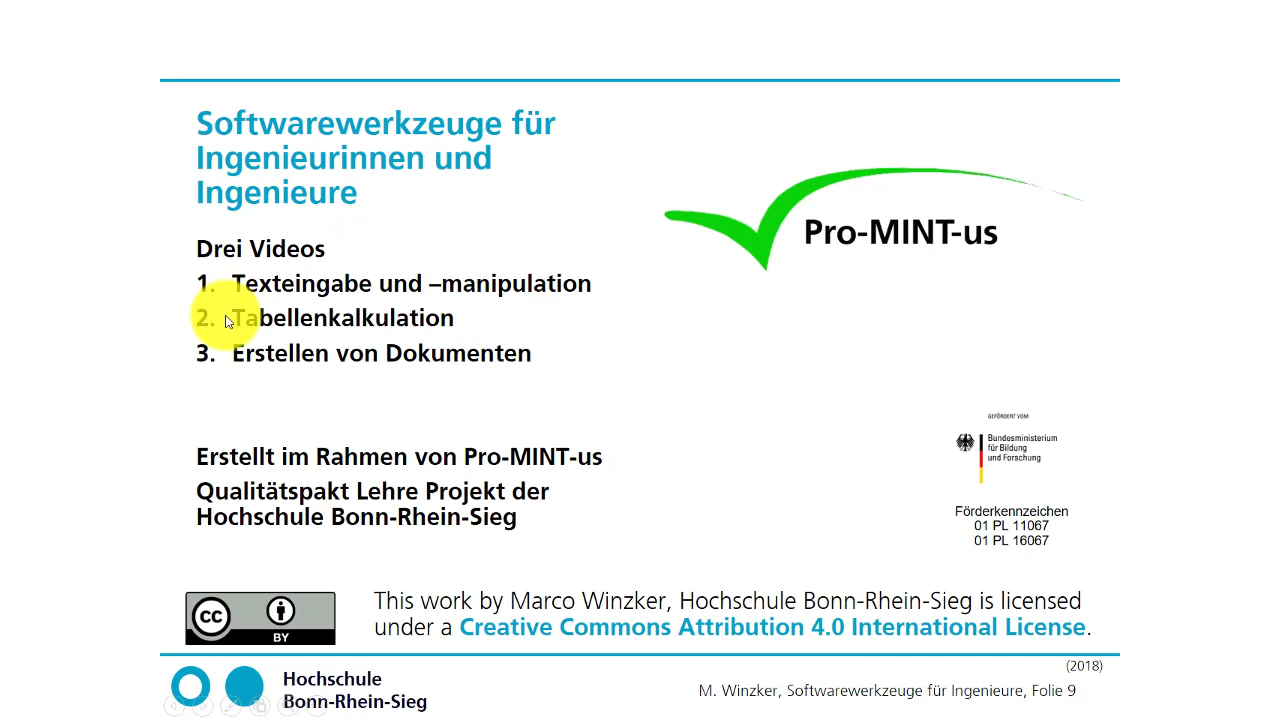 Softwarewerkzeuge für
Ingenieurinnen und
Ingenieure
Drei Videos
1. Texteingabe und –manipulation
2. Tabellenkalkulation
3. Erstellen von Dokumenten
Pro-MINT-us
Erstellt im Rahmen von Pro-MINT-us
Qualitätspakt Lehre Projekt der
Hochschule Bonn-Rhein-Sieg
GEFÖRDERT VOM
Bundesministerium
für Bildung
und Forschung
Förderkennzeichen
01 PL 11067
01 PL 16067
cc
BY
This work by Marco Winzker, Hochschule Bonn-Rhein-Sieg is licensed
under a Creative Commons Attribution 4.0 International License.
Hochschule
Bonn-Rhein-Sieg
(2018)
M. Winzker, Softwarewerkzeuge für Ingenieure, Folie 9